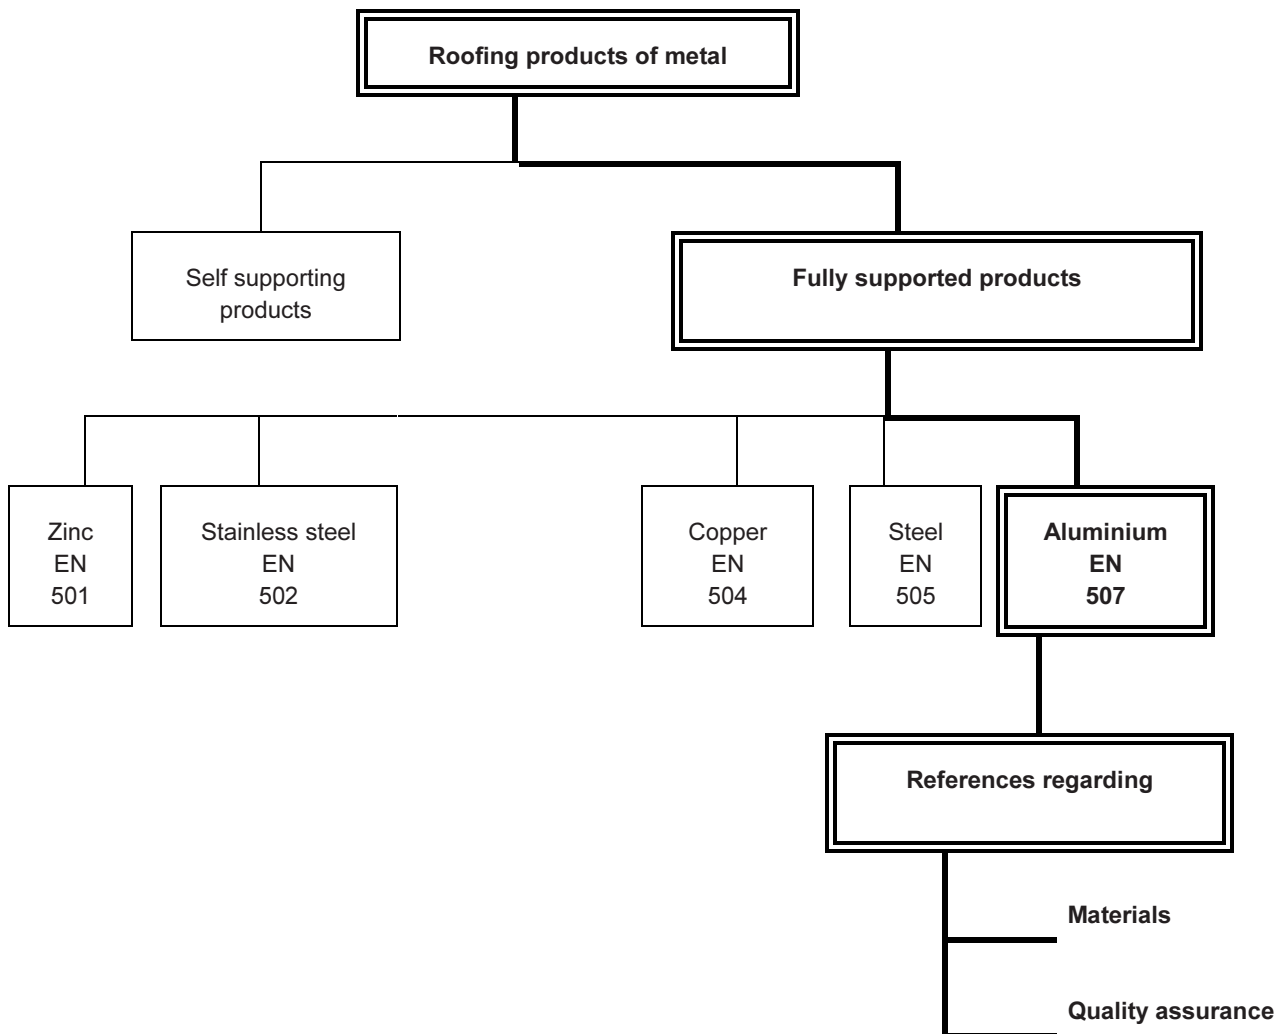 Roofing products of metal
Self supporting
products
Fully supported products
Zinc
EN
501
Stainless steel
EN
502
Copper
EN
504
Steel
EN
505
Aluminium
EN
507
References regarding
Materials
Quality assurance